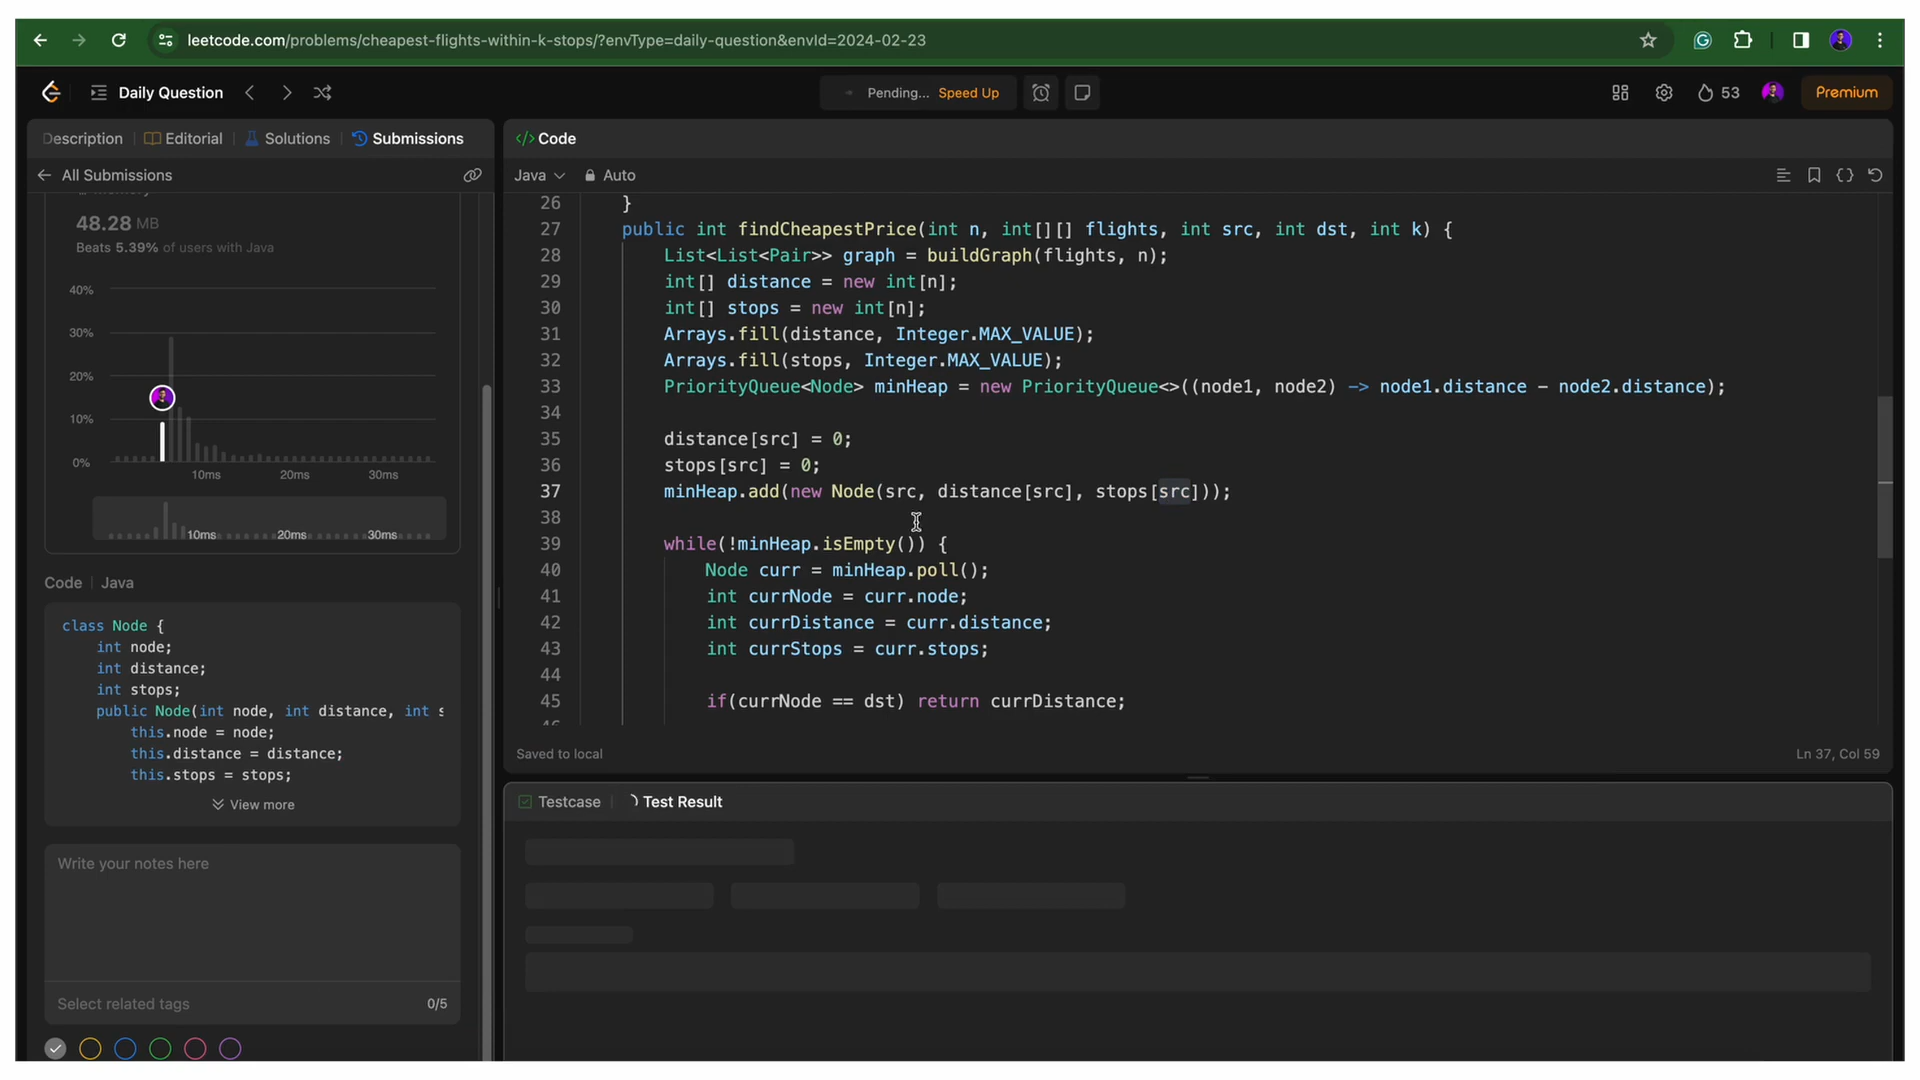 leetcode.com/problems/cheapest-flights-within-k-stops/?envType=daily-question&envId=2024-02-23
Daily Question
Pending... Speed Up
53
Premium
Description
Editorial
Solutions
Submissions
All Submissions
48.28 MB
Beats 5.39% of users with Java
40%
30%
20%
10%
0%
10ms 20ms 30ms
10ms 20ms 30ms
Code Java
class Node {
int node;
int distance;
int stops;
public Node(int node, int distance, int s
this.node = node;
this.distance = distance;
this.stops = stops;
View more
Write your notes here
Select related tags 0/5
</> Code
Java Auto
26 }
27 public int findCheapestPrice(int n, int[][] flights, int src, int dst, int k) {
28 List<List<Pair>> graph = buildGraph(flights, n);
29 int[] distance = new int[n];
30 int[] stops = new int[n];
31 Arrays.fill(distance, Integer.MAX_VALUE);
32 Arrays.fill(stops, Integer.MAX_VALUE);
33 PriorityQueue<Node> minHeap = new PriorityQueue<>((node1, node2) -> node1.distance - node2.distance);
34
35 distance[src] = 0;
36 stops[src] = 0;
37 minHeap.add(new Node(src, distance[src], stops[src]));
38
39 while(!minHeap.isEmpty()) {
40 Node curr = minHeap.poll();
41 int currNode = curr.node;
42 int currDistance = curr.distance;
43 int currStops = curr.stops;
44
45 if(currNode == dst) return currDistance;
Saved to local
Ln 37, Col 59
Testcase
Test Result